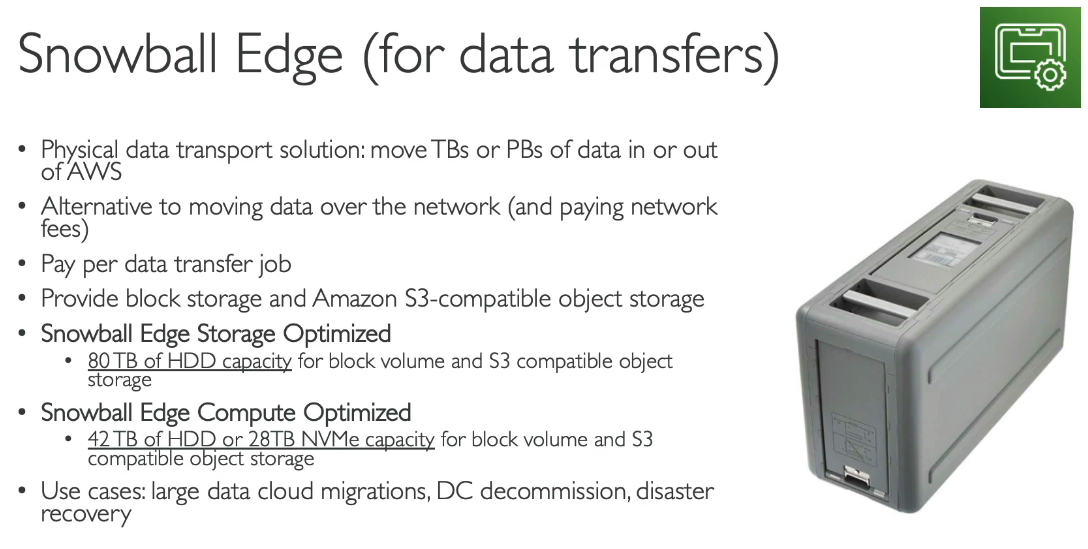 Snowball Edge (for data transfers)
• Physical data transport solution: move TBs or PBs of data in or out
of AWS
• Alternative to moving data over the network (and paying network
fees)
• Pay per data transfer job
• Provide block storage and Amazon S3-compatible object storage
• Snowball Edge Storage Optimized
• 80 TB of HDD capacity for block volume and S3 compatible object
storage
• Snowball Edge Compute Optimized
• 42 TB of HDD or 28TB NVMe capacity for block volume and S3
compatible object storage
• Use cases: large data cloud migrations, DC decommission, disaster
recovery